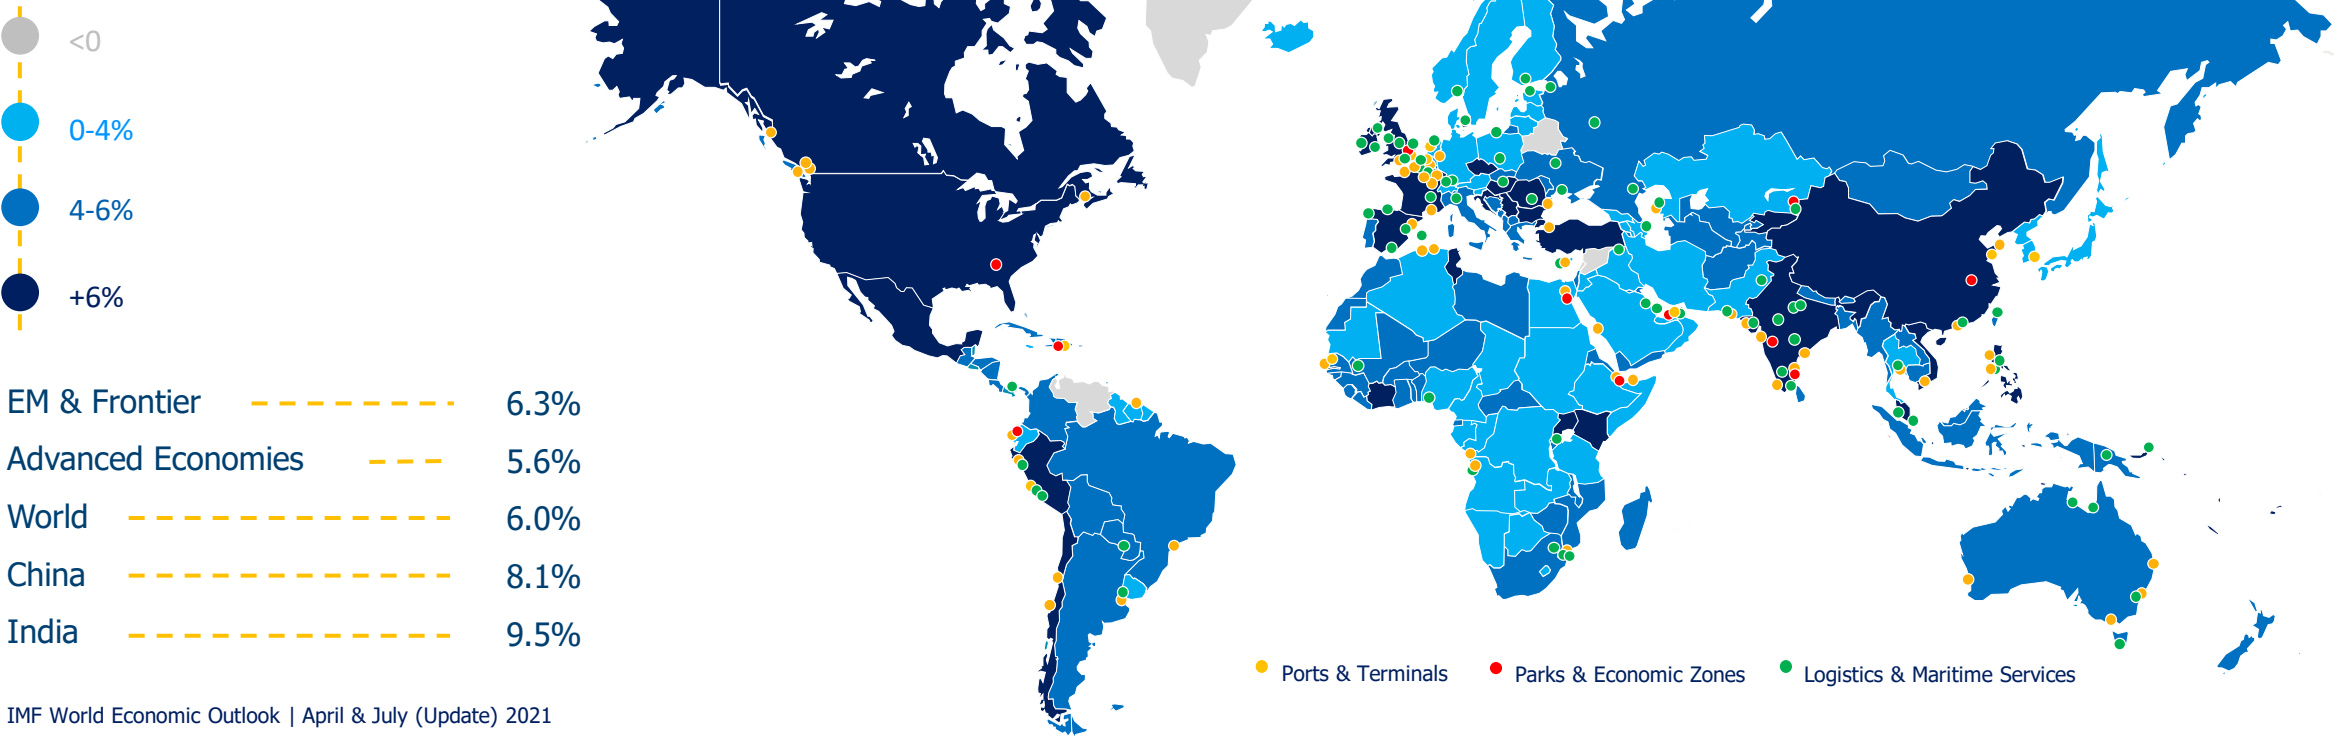 <0
0-4%
4-6%
+6%
EM & Frontier 6.3%
Advanced Economies 5.6%
World 6.0%
China 8.1%
India 9.5%
Ports & Terminals Parks & Economic Zones Logistics & Maritime Services
IMF World Economic Outlook | April & July (Update) 2021